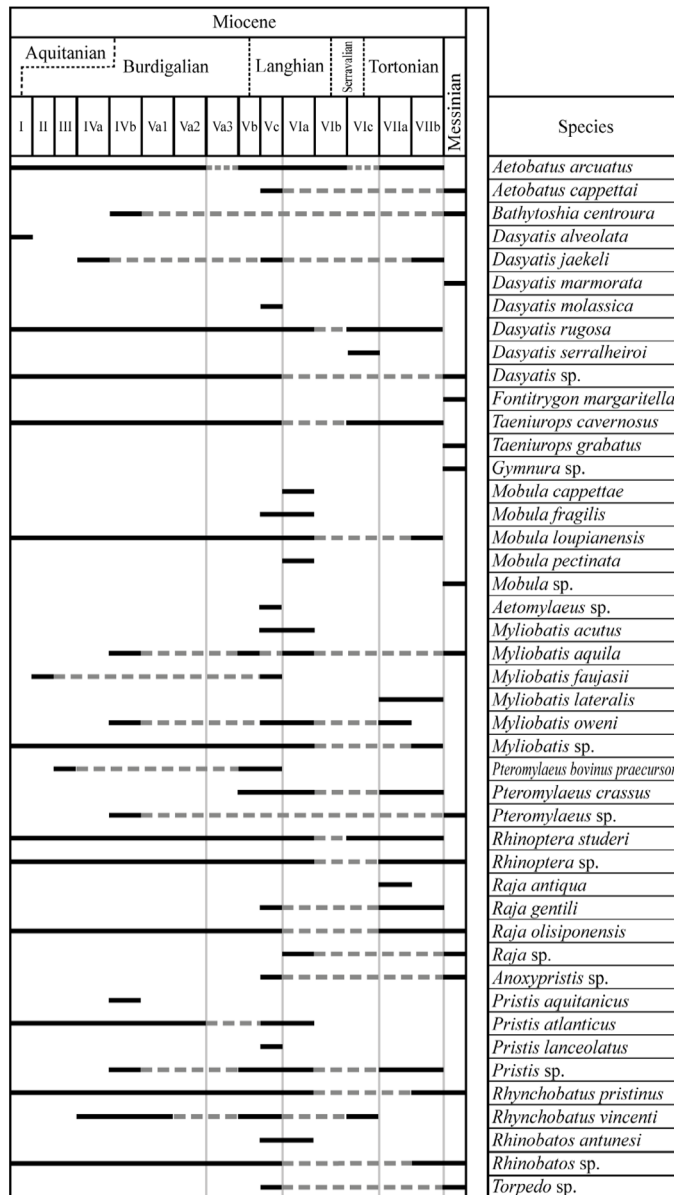 Miocene
Aquitanian
Burdigalian
Langhian
Serravalian
Tortonian
Messinian
I II III IVa IVb Va1 Va2 Va3 Vb Vc VIa VIb VIc VIIa VIIb
Species
Aetobatus arcuatus
Aetobatus cappettai
Bathytoshia centroura
Dasyatis alveolata
Dasyatis jaekeli
Dasyatis marmorata
Dasyatis molassica
Dasyatis rugosa
Dasyatis serralheiroi
Dasyatis sp.
Fontitrygon margaritella
Taeniurops cavernosus
Taeniurops grabatus
Gymnura sp.
Mobula cappettae
Mobula fragilis
Mobula loupianensis
Mobula pectinata
Mobula sp.
Aetomylaeus sp.
Myliobatis acutus
Myliobatis aquila
Myliobatis faujasii
Myliobatis lateralis
Myliobatis oweni
Myliobatis sp.
Pteromylaeus bovinus praecursor
Pteromylaeus crassus
Pteromylaeus sp.
Rhinoptera studeri
Rhinoptera sp.
Raja antiqua
Raja gentili
Raja olisiponensis
Raja sp.
Anoxypristis sp.
Pristis aquitanicus
Pristis atlanticus
Pristis lanceolatus
Pristis sp.
Rhynchobatus pristinus
Rhynchobatus vincenti
Rhinobatos antunesi
Rhinobatos sp.
Torpedo sp.